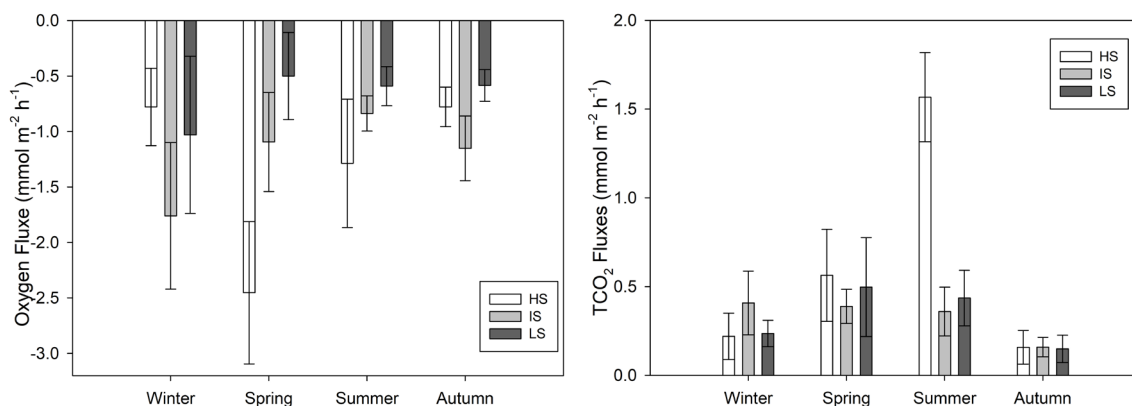 Oxygen Fluxe (mmol m⁻² h⁻¹)
0.0
-0.5
-1.0
-1.5
-2.0
-2.5
-3.0
HS
IS
LS
Winter Spring Summer Autumn
TCO₂ Fluxes (mmol m⁻² h⁻¹)
2.0
1.5
1.0
0.5
0.0
HS
IS
LS
Winter Spring Summer Autumn